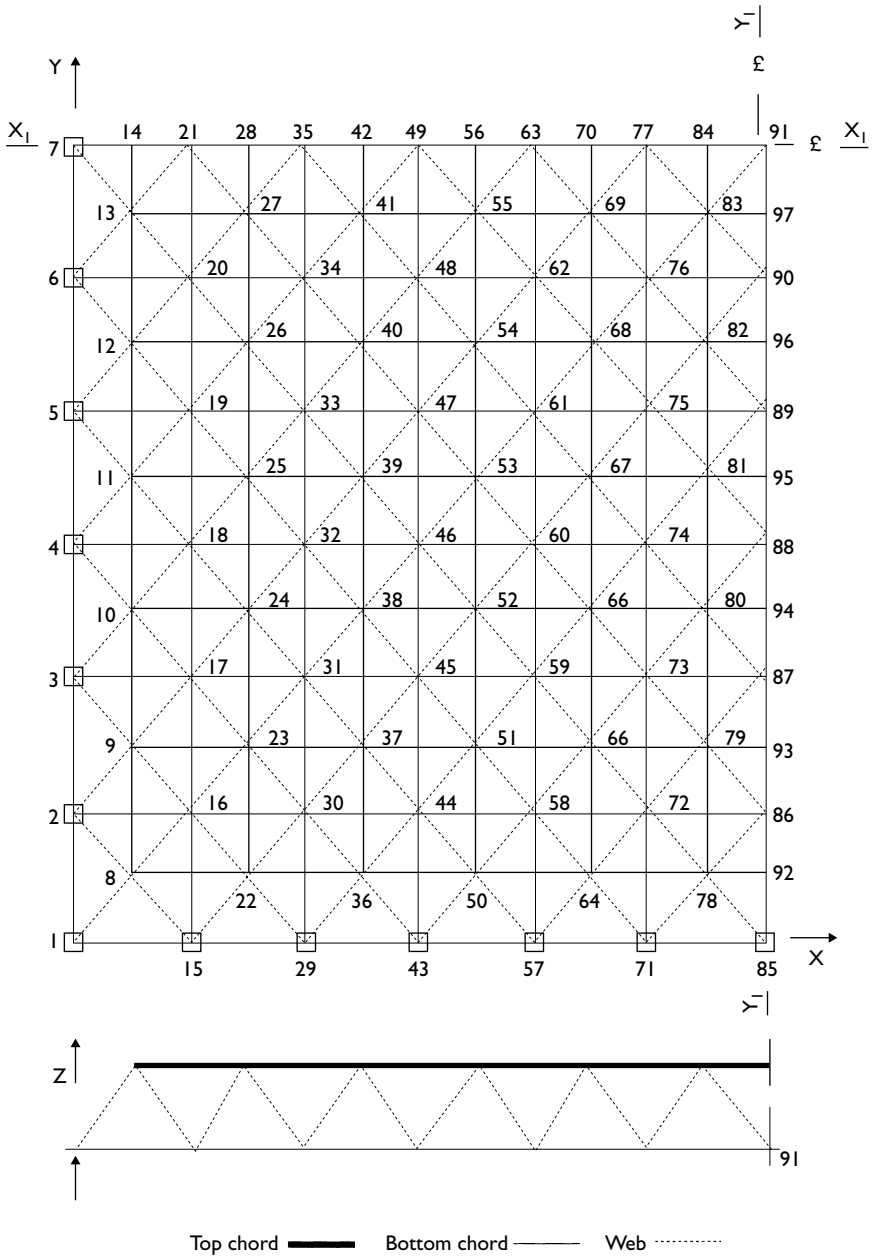 Y₁
£
Y
X₁ 7 14 21 28 35 42 49 56 63 70 77 84 91 £ X₁
13 27 41 55 69 83 97
6 20 34 48 62 76 90
12 26 40 54 68 82 96
5 19 33 47 61 75 89
11 25 39 53 67 81 95
4 18 32 46 60 74 88
10 24 38 52 66 80 94
3 17 31 45 59 73 87
9 23 37 51 66 79 93
2 16 30 44 58 72 86
8 92
22 36 50 64 78
1 X
15 29 43 57 71 85
Y₁
Z
91
Top chord Bottom chord Web